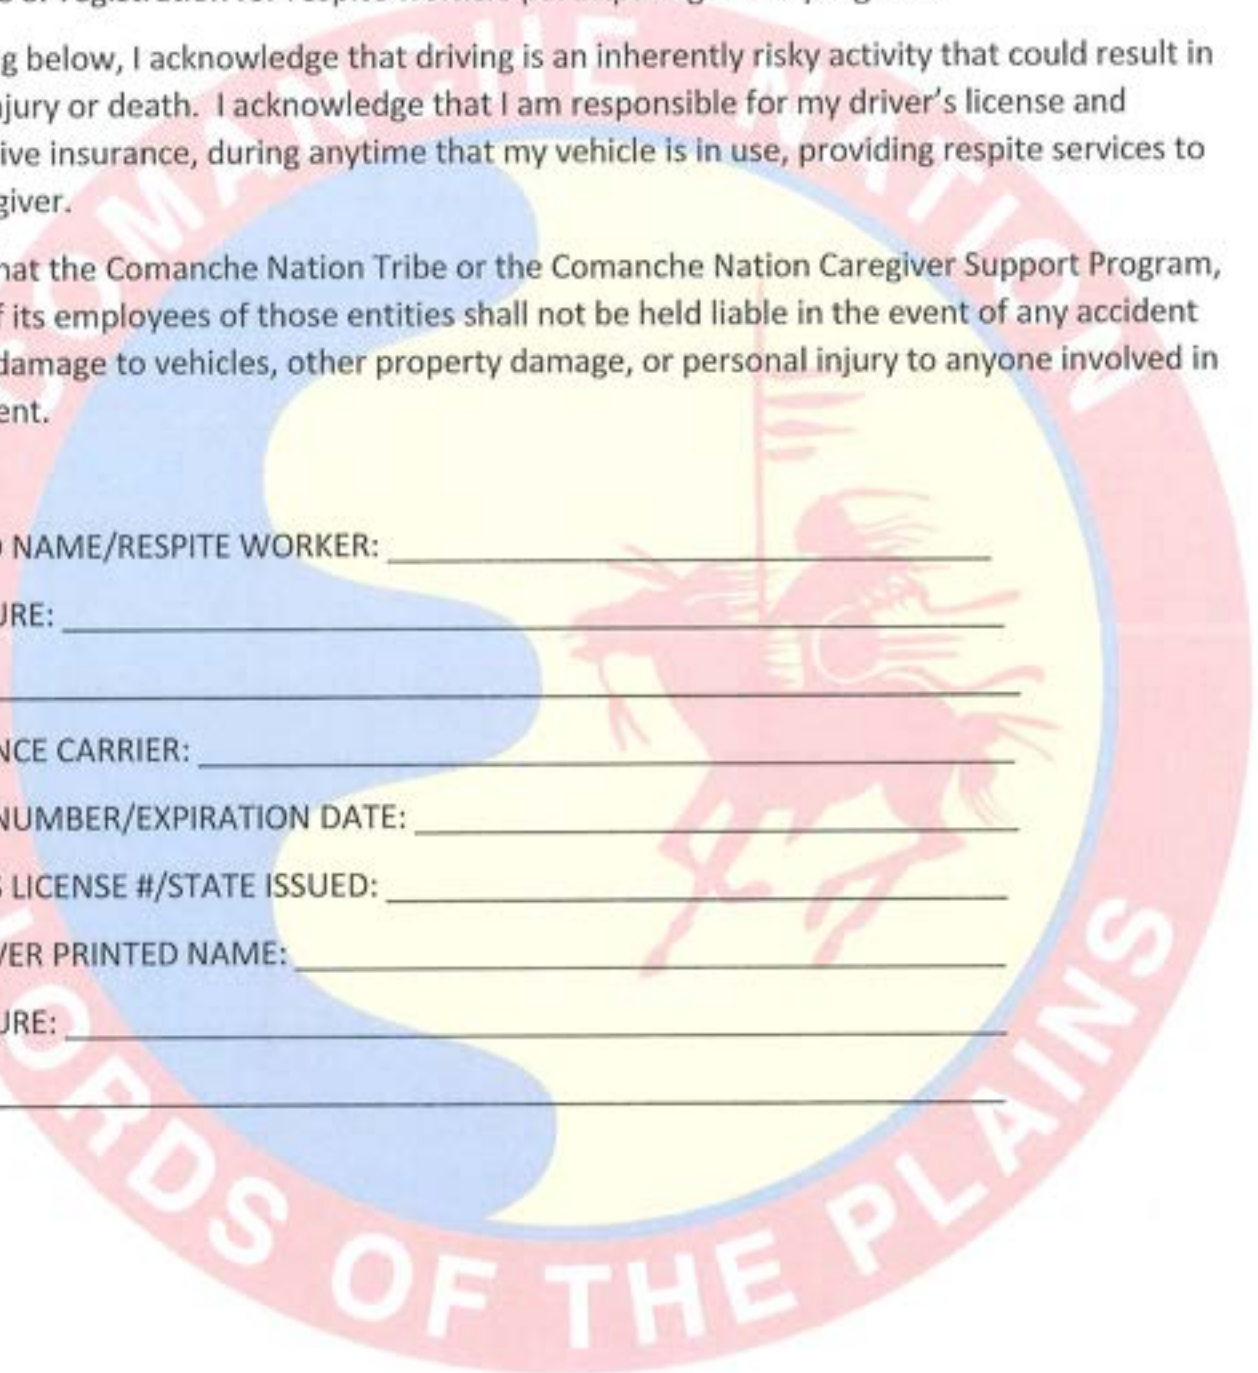 g below, I acknowledge that driving is an inherently risky activity that could result in
jury or death. I acknowledge that I am responsible for my driver's license and
ive insurance, during anytime that my vehicle is in use, providing respite services to
giver.
hat the Comanche Nation Tribe or the Comanche Nation Caregiver Support Program,
f its employees of those entities shall not be held liable in the event of any accident
damage to vehicles, other property damage, or personal injury to anyone involved in
ent.
NAME/RESPITE WORKER:
URE:
NCE CARRIER:
NUMBER/EXPIRATION DATE:
S LICENSE #/STATE ISSUED:
VER PRINTED NAME:
URE:
COMANCHE NATION
LORDS OF THE PLAINS